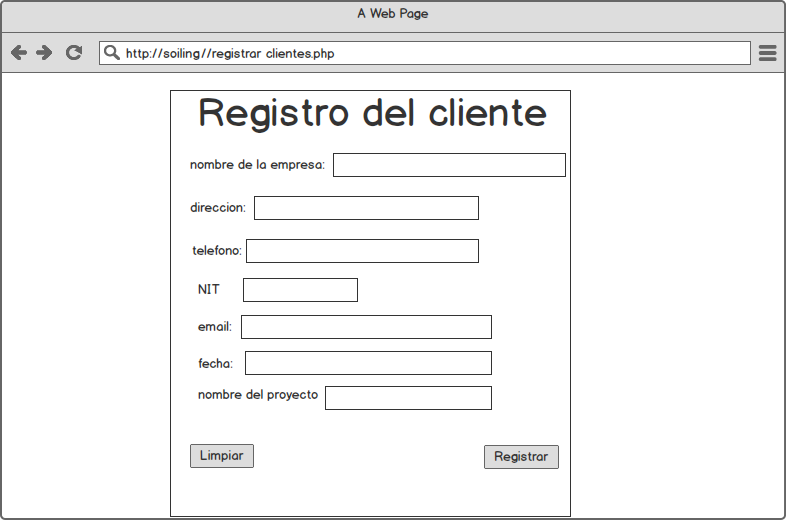 A Web Page
http://soiling//registrar clientes.php
Registro del cliente
nombre de la empresa:
direccion:
telefono:
NIT
email:
fecha:
nombre del proyecto
Limpiar
Registrar